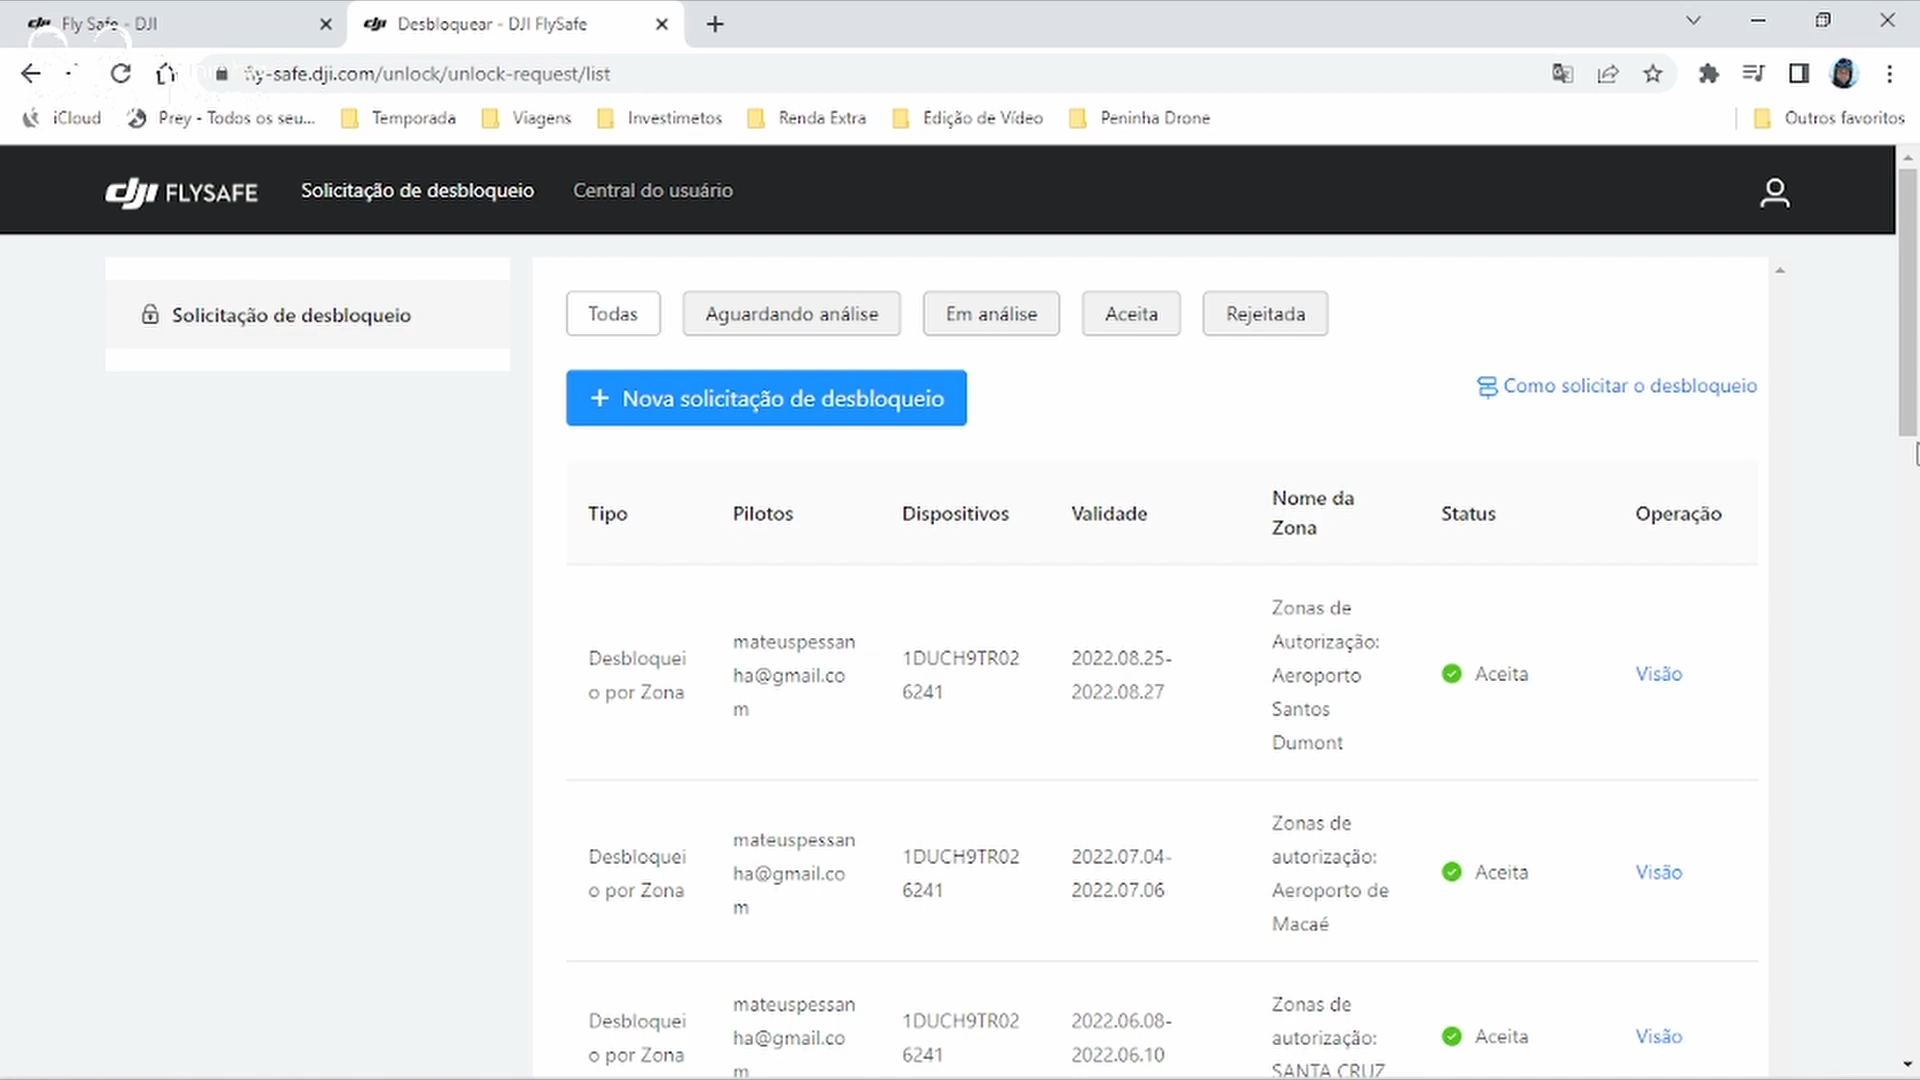 Fly Safe - DJI
Desbloquear - DJI FlySafe
fly-safe.dji.com/unlock/unlock-request/list
iCloud
Prey - Todos os seu...
Temporada
Viagens
Investimetos
Renda Extra
Edição de Vídeo
Peninha Drone
Outros favoritos
dji FLYSAFE
Solicitação de desbloqueio
Central do usuário
Solicitação de desbloqueio
Todas
Aguardando análise
Em análise
Aceita
Rejeitada
+ Nova solicitação de desbloqueio
Como solicitar o desbloqueio
Tipo
Pilotos
Dispositivos
Validade
Nome da
Zona
Status
Operação
Desbloquei
o por Zona
mateuspessan
ha@gmail.co
m
1DUCH9TR02
6241
2022.08.25-
2022.08.27
Zonas de
Autorização:
Aeroporto
Santos
Dumont
Aceita
Visão
Desbloquei
o por Zona
mateuspessan
ha@gmail.co
m
1DUCH9TR02
6241
2022.07.04-
2022.07.06
Zonas de
autorização:
Aeroporto de
Macaé
Aceita
Visão
Desbloquei
o por Zona
mateuspessan
ha@gmail.co
m
1DUCH9TR02
6241
2022.06.08-
2022.06.10
Zonas de
autorização:
SANTA CRUZ
Aceita
Visão